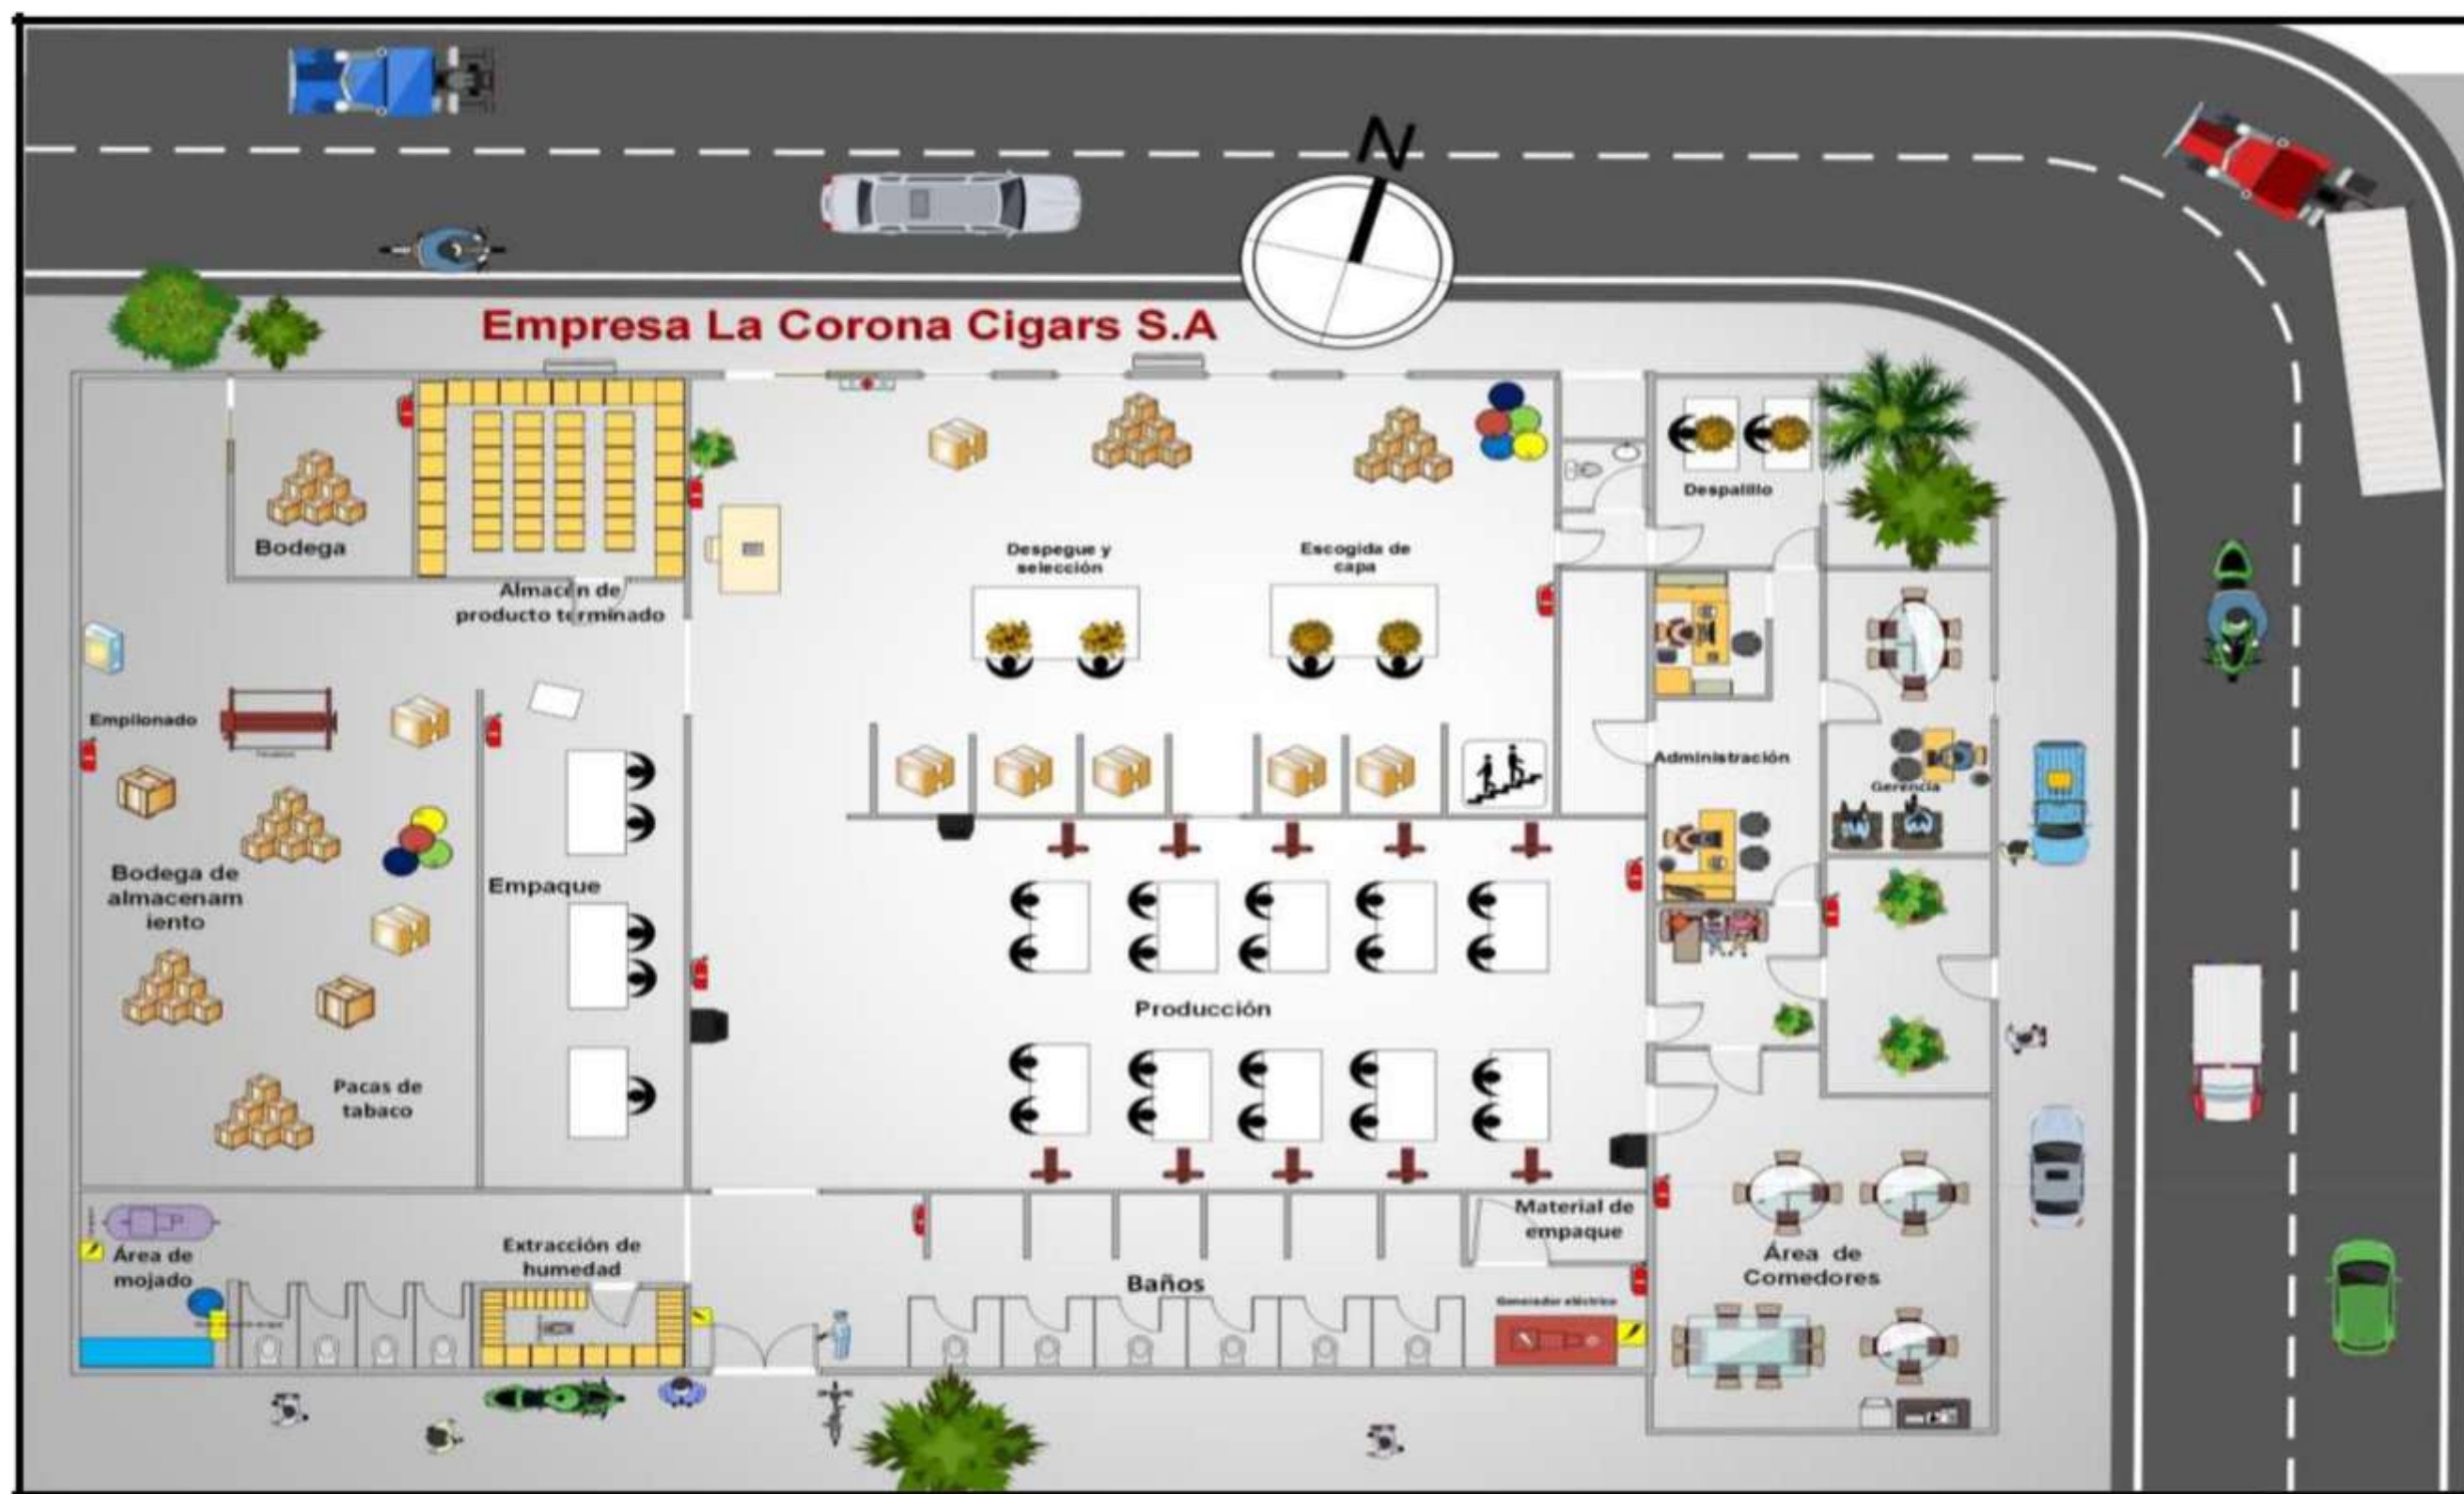 N
Empresa La Corona Cigars S.A
Despalillo
Bodega
Despegue y
selección
Escogida de
capa
Almacén de
producto terminado
Empilonado
Administración
Gerencia
Bodega de
almacenam
iento
Empaque
Producción
Pacas de
tabaco
Material de
empaque
Área de
mojado
Extracción de
humedad
Baños
Área de
Comedores
Generador eléctrico